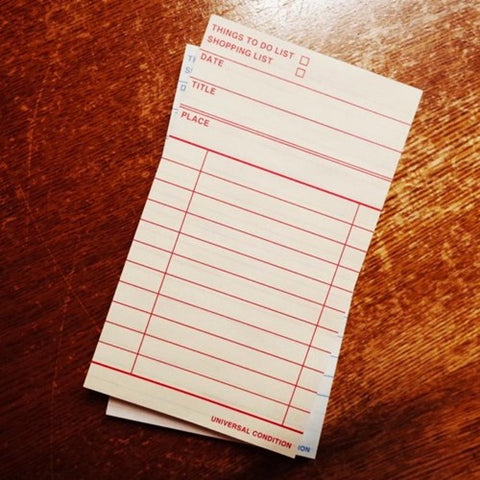 THINGS TO DO LIST
SHOPPING LIST
DATE
TITLE
PLACE
UNIVERSAL CONDITION